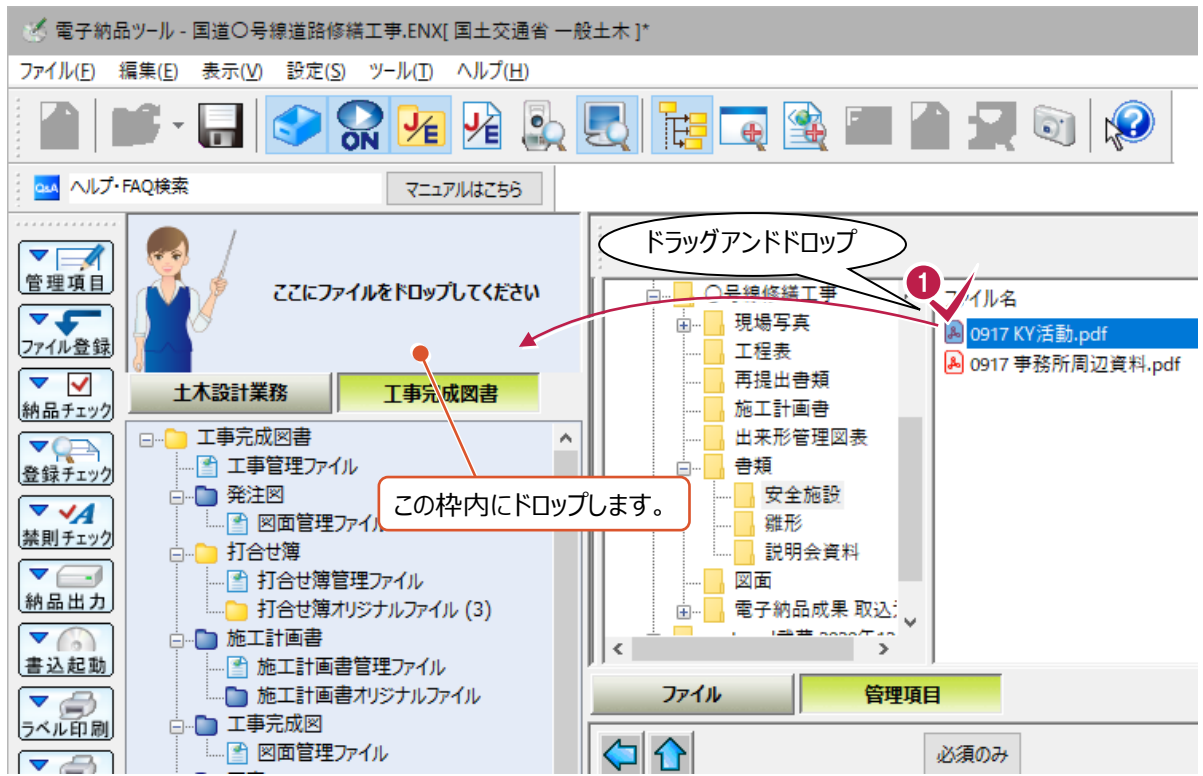 電子納品ツール - 国道〇号線道路修繕工事.ENX[ 国土交通省 一般土木 ]*
ファイル(F) 編集(E) 表示(V) 設定(S) ツール(T) ヘルプ(H)
ON J/E J/E
Q&A ヘルプ・FAQ検索 マニュアルはこちら
管理項目
ファイル登録
納品チェック
登録チェック
禁則チェック
納品出力
書込起動
ラベル印刷
ここにファイルをドロップしてください
土木設計業務 工事完成図書
工事完成図書
工事管理ファイル
発注図
図面管理ファイル
打合せ簿
打合せ簿管理ファイル
打合せ簿オリジナルファイル (3)
施工計画書
施工計画書管理ファイル
施工計画書オリジナルファイル
工事完成図
図面管理ファイル
この枠内にドロップします。
ドラッグアンドドロップ
1
〇号線修繕工事
現場写真
工程表
再提出書類
施工計画書
出来形管理図表
書類
安全施設
雛形
説明会資料
図面
電子納品成果 取込
ファイル名
0917 KY活動.pdf
0917 事務所周辺資料.pdf
ファイル 管理項目
必須のみ